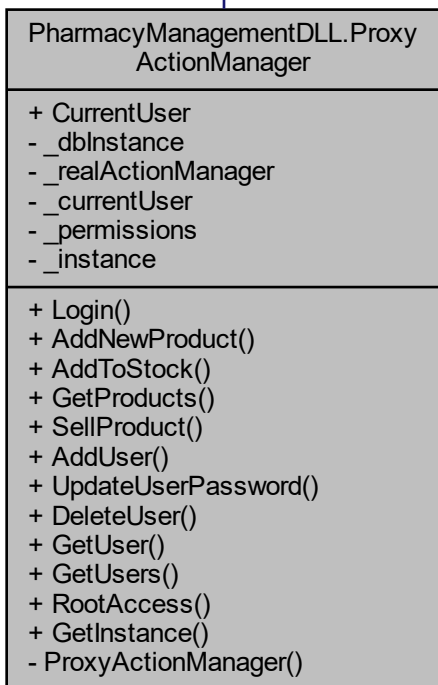 PharmacyManagementDLL.Proxy
ActionManager
+ CurrentUser
- _dbInstance
- _realActionManager
- _currentUser
- _permissions
- _instance
+ Login()
+ AddNewProduct()
+ AddToStock()
+ GetProducts()
+ SellProduct()
+ AddUser()
+ UpdateUserPassword()
+ DeleteUser()
+ GetUser()
+ GetUsers()
+ RootAccess()
+ GetInstance()
- ProxyActionManager()